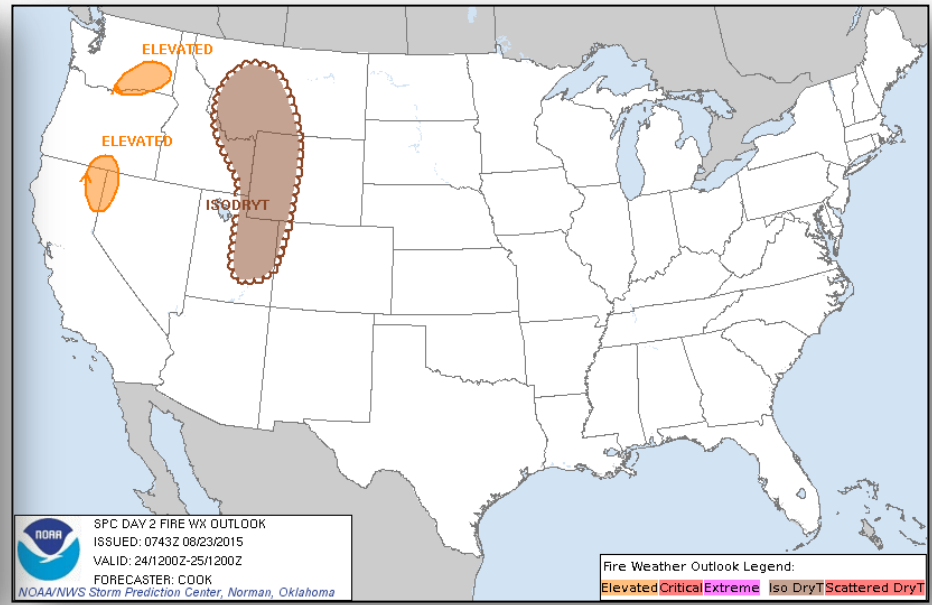 ELEVATED
ELEVATED
ISODRYT
NOAA
SPC DAY 2 FIRE WX OUTLOOK
ISSUED: 0743Z 08/23/2015
VALID: 24/1200Z-25/1200Z
FORECASTER: COOK
NOAA/NWS Storm Prediction Center, Norman, Oklahoma
Fire Weather Outlook Legend:
Elevated Critical Extreme Iso DryT Scattered DryT